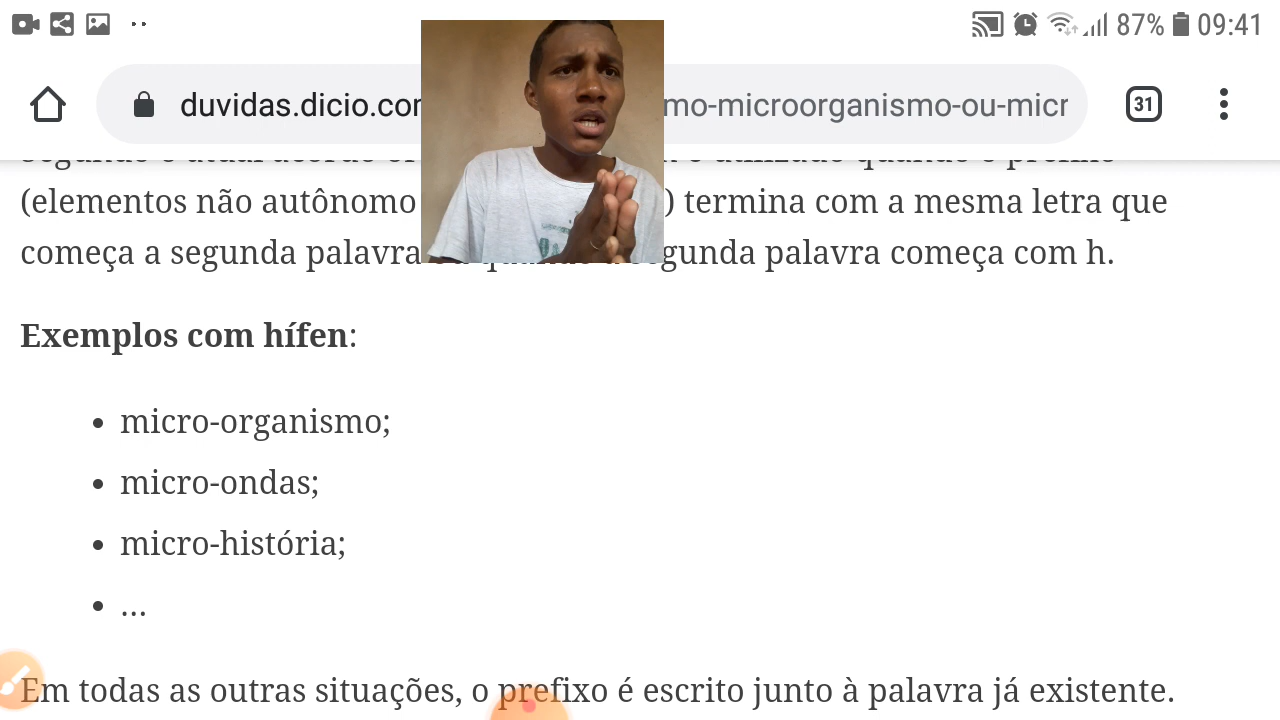 87% 09:41
duvidas.dicio.com mo-microorganismo-ou-micr 31
(elementos não autônomo ) termina com a mesma letra que
começa a segunda palavra segunda palavra começa com h.
Exemplos com hífen:
• micro-organismo;
• micro-ondas;
• micro-história;
• ...
Em todas as outras situações, o prefixo é escrito junto à palavra já existente.